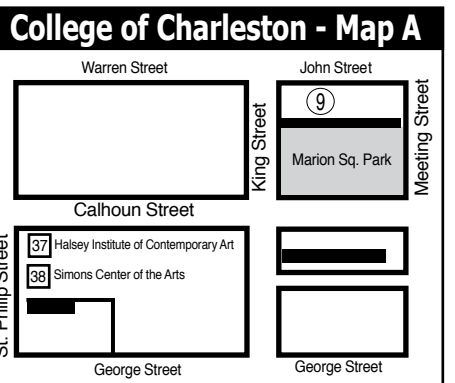 College of Charleston - Map A
Warren Street
John Street
9
King Street
Meeting Street
Marion Sq. Park
Calhoun Street
St. Philip Street
37 Halsey Institute of Contemporary Art
38 Simons Center of the Arts
George Street
George Street